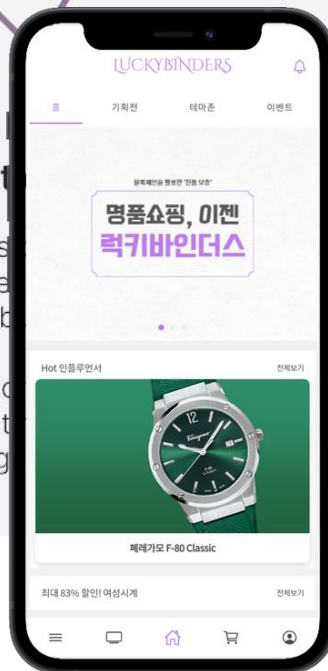 LUCKYBINDERS
홈 기획전 테마존 이벤트
블록체인을 활용한 '진품 보증'
명품쇼핑, 이젠
럭키바인더스
Hot 인플루언서 전체보기
Ferragamo
F-80
페레가모 F-80 Classic
최대 83% 할인! 여성시계 전체보기